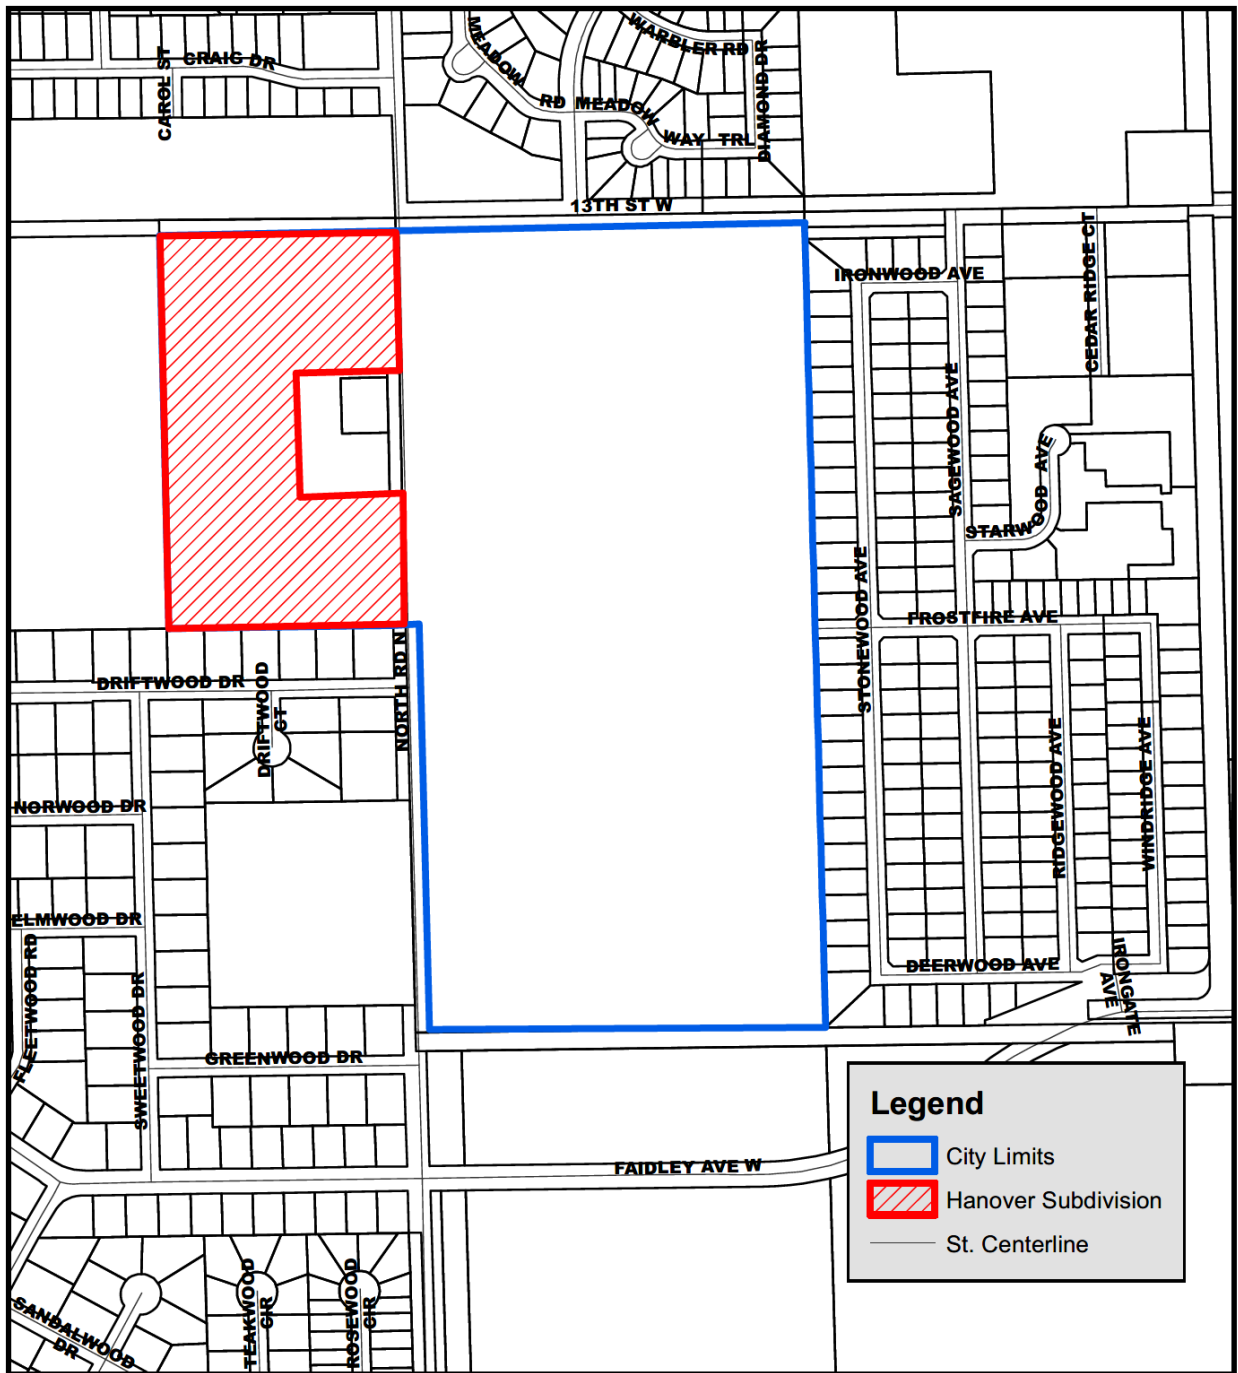 WARBLER RD
MEADOW
CRAIG DR
CAROL ST
DIAMOND DR
RD MEADOW
WAY TRL
13TH ST W
CEDAR RIDGE CT
IRONWOOD AVE
SAGEWOOD AVE
STARWOOD AVE
STONEWOOD AVE
FROSTFIRE AVE
NORTH RD N
DRIFTWOOD DR
DRIFTWOOD
CT
RIDGEWOOD AVE
WINDRIDGE AVE
NORWOOD DR
ELMWOOD DR
FLEETWOOD RD
SWEETWOOD DR
DEERWOOD AVE
IRONGATE
AVE
GREENWOOD DR
FAIDLEY AVE W
Legend
City Limits
Hanover Subdivision
St. Centerline
SANDALWOOD
DR
TEAKWOOD
CIR
ROSEWOOD
CIR